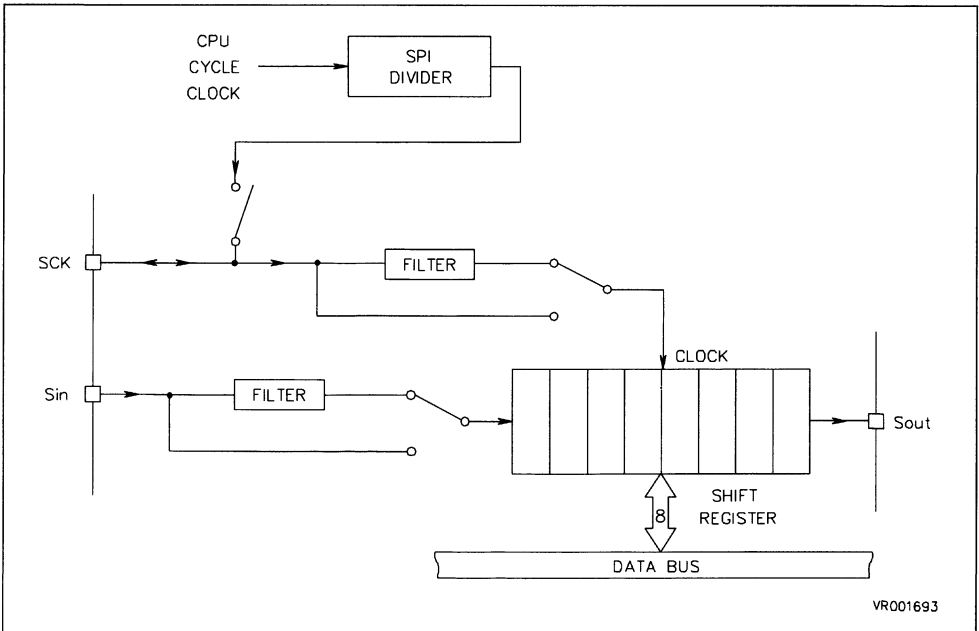 CPU
CYCLE
CLOCK
SPI
DIVIDER
SCK
FILTER
CLOCK
Sin
FILTER
Sout
SHIFT
REGISTER
8
DATA BUS
VR001693